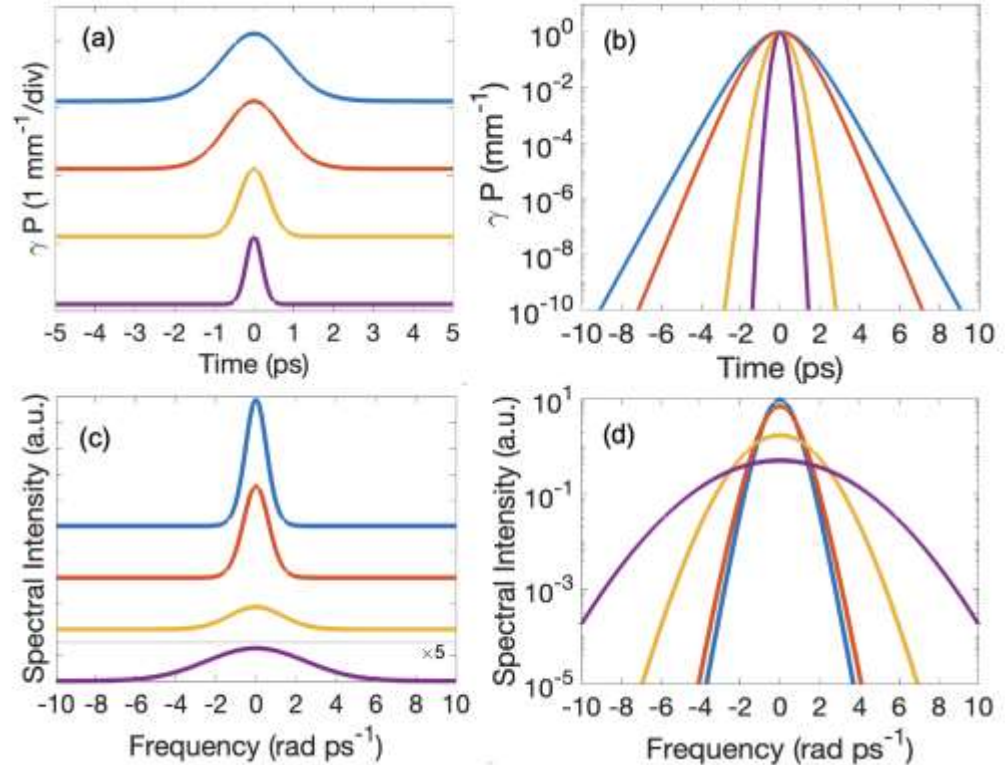 (a)
γ P (1 mm⁻¹/div)
-5 -4 -3 -2 -1 0 1 2 3 4 5
Time (ps)
(b)
γ P (mm⁻¹)
10⁰
10⁻²
10⁻⁴
10⁻⁶
10⁻⁸
10⁻¹⁰
-10 -8 -6 -4 -2 0 2 4 6 8 10
Time (ps)
(c)
Spectral Intensity (a.u.)
×5
-10 -8 -6 -4 -2 0 2 4 6 8 10
Frequency (rad ps⁻¹)
(d)
Spectral Intensity (a.u.)
10¹
10⁻¹
10⁻³
10⁻⁵
-10 -8 -6 -4 -2 0 2 4 6 8 10
Frequency (rad ps⁻¹)